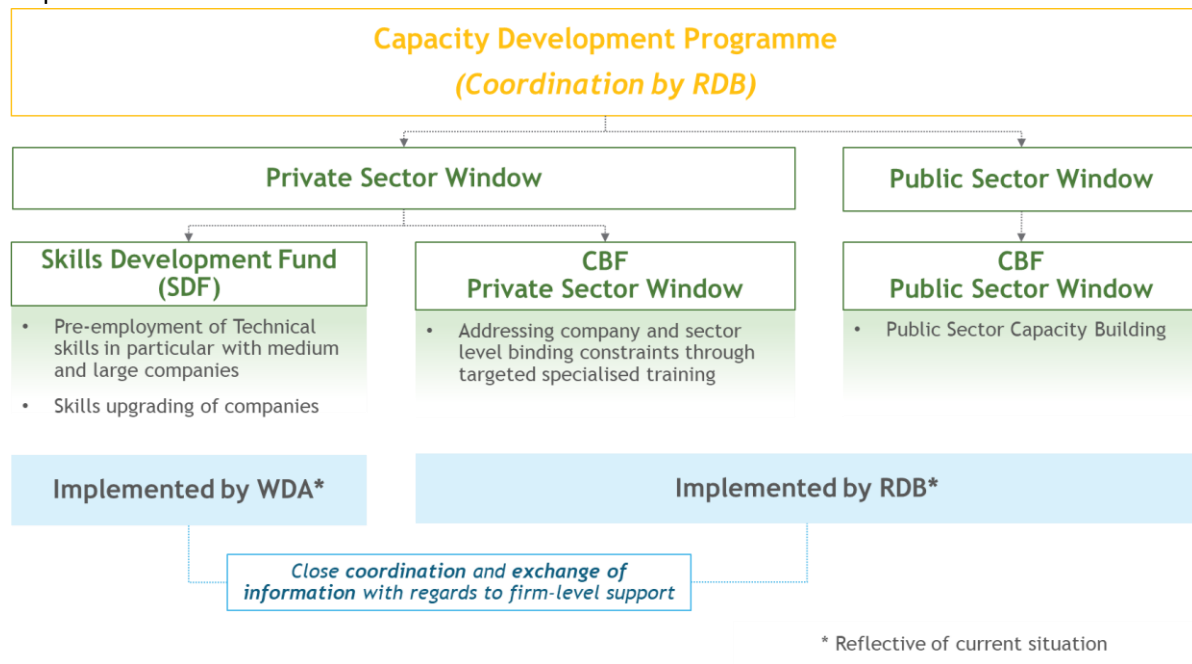 Capacity Development Programme
(Coordination by RDB)
Private Sector Window
Public Sector Window
Skills Development Fund
(SDF)
• Pre-employment of Technical
skills in particular with medium
and large companies
• Skills upgrading of companies
CBF
Private Sector Window
• Addressing company and sector
level binding constraints through
targeted specialised training
CBF
Public Sector Window
• Public Sector Capacity Building
Implemented by WDA*
Implemented by RDB*
Close coordination and exchange of
information with regards to firm-level support
* Reflective of current situation